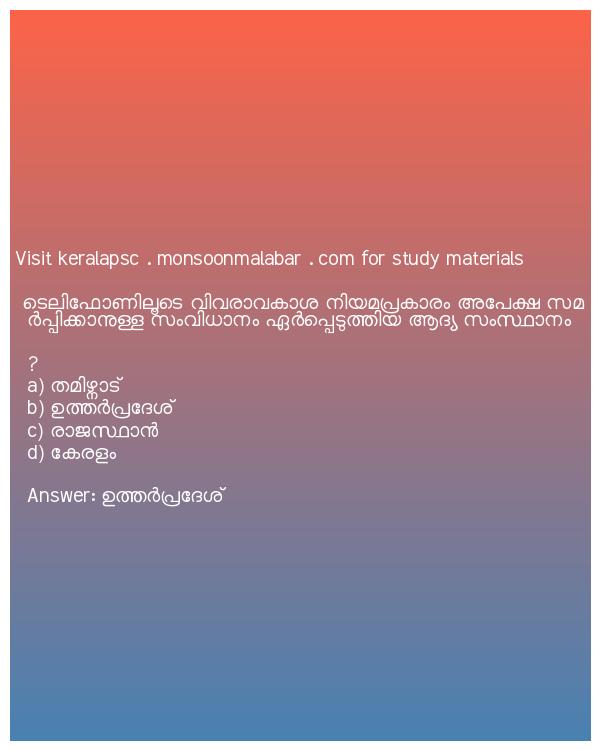 Visit keralapsc . monsoonmalabar . com for study materials
ടെലിഫോണിലൂടെ വിവരാവകാശ നിയമപ്രകാരം അപേക്ഷ സമ
ർപ്പിക്കാനുള്ള സംവിധാനം ഏർപ്പെടുത്തിയ ആദ്യ സംസ്ഥാനം
?
a) തമിഴ്നാട്
b) ഉത്തർപ്രദേശ്
c) രാജസ്ഥാൻ
d) കേരളം
Answer: ഉത്തർപ്രദേശ്